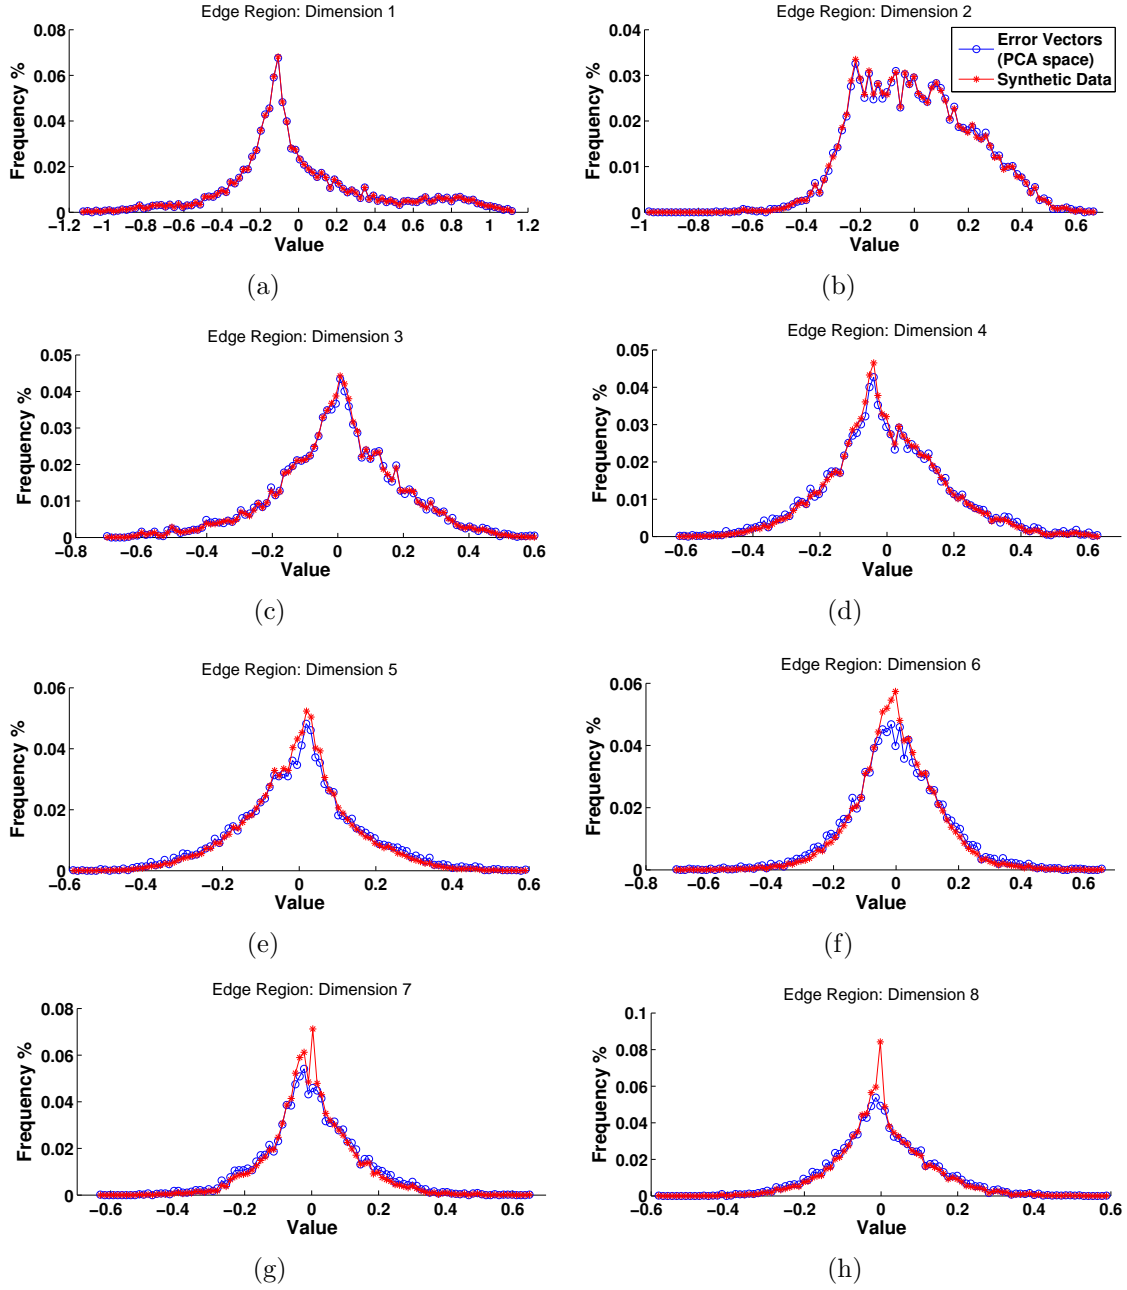 Edge Region: Dimension 1
0.08
0.06
0.04
0.02
0
Frequency %
−1.2 −1 −0.8 −0.6 −0.4 −0.2 0 0.2 0.4 0.6 0.8 1 1.2
Value
(a)
Edge Region: Dimension 2
0.04
0.03
0.02
0.01
0
Frequency %
Error Vectors
(PCA space)
Synthetic Data
−1 −0.8 −0.6 −0.4 −0.2 0 0.2 0.4 0.6
Value
(b)
Edge Region: Dimension 3
0.05
0.04
0.03
0.02
0.01
0
Frequency %
−0.8 −0.6 −0.4 −0.2 0 0.2 0.4 0.6
Value
(c)
Edge Region: Dimension 4
0.05
0.04
0.03
0.02
0.01
0
Frequency %
−0.6 −0.4 −0.2 0 0.2 0.4 0.6
Value
(d)
Edge Region: Dimension 5
0.06
0.04
0.02
0
Frequency %
−0.6 −0.4 −0.2 0 0.2 0.4 0.6
Value
(e)
Edge Region: Dimension 6
0.06
0.04
0.02
0
Frequency %
−0.8 −0.6 −0.4 −0.2 0 0.2 0.4 0.6
Value
(f)
Edge Region: Dimension 7
0.08
0.06
0.04
0.02
0
Frequency %
−0.6 −0.4 −0.2 0 0.2 0.4 0.6
Value
(g)
Edge Region: Dimension 8
0.1
0.08
0.06
0.04
0.02
0
Frequency %
−0.6 −0.4 −0.2 0 0.2 0.4 0.6
Value
(h)